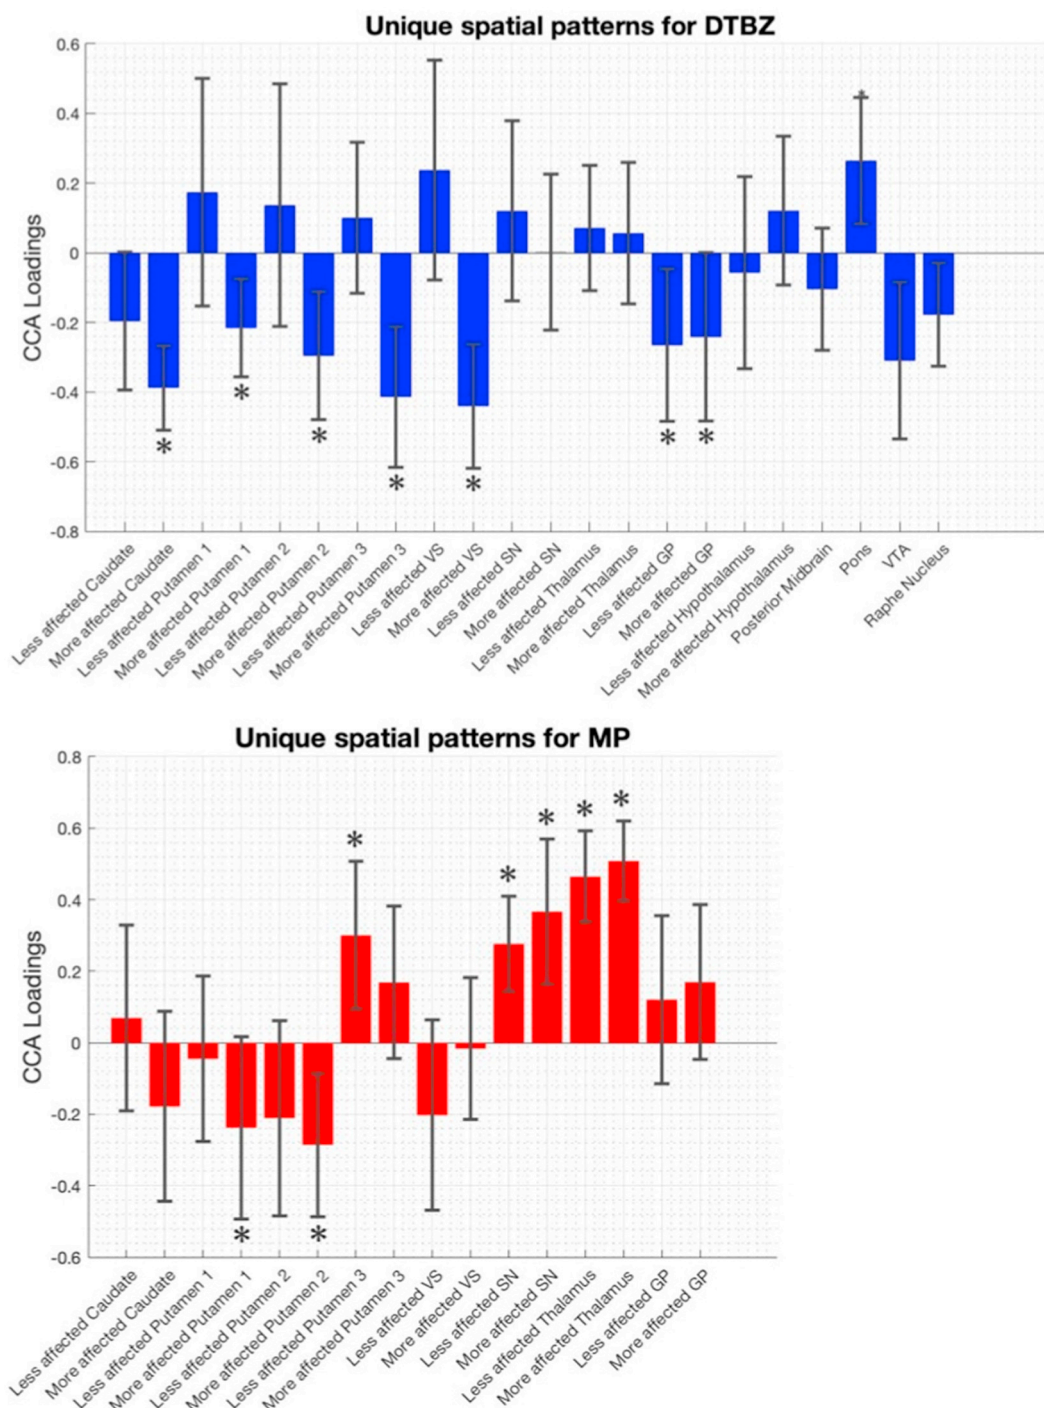 Unique spatial patterns for DTBZ
0.6
0.4
0.2
0
-0.2
-0.4
-0.6
-0.8
CCA Loadings
*
*
*
*
*
*
*
*
Less affected Caudate
More affected Caudate
Less affected Putamen 1
More affected Putamen 1
Less affected Putamen 2
More affected Putamen 2
Less affected Putamen 3
More affected Putamen 3
Less affected VS
More affected VS
Less affected SN
More affected SN
Less affected Thalamus
More affected Thalamus
Less affected GP
More affected GP
Less affected Hypothalamus
More affected Hypothalamus
Posterior Midbrain
Pons
VTA
Raphe Nucleus
Unique spatial patterns for MP
0.8
0.6
0.4
0.2
0
-0.2
-0.4
-0.6
CCA Loadings
*
*
*
*
*
*
*
Less affected Caudate
More affected Caudate
Less affected Putamen 1
More affected Putamen 1
Less affected Putamen 2
More affected Putamen 2
Less affected Putamen 3
More affected Putamen 3
Less affected VS
More affected VS
Less affected SN
More affected SN
Less affected Thalamus
More affected Thalamus
Less affected GP
More affected GP